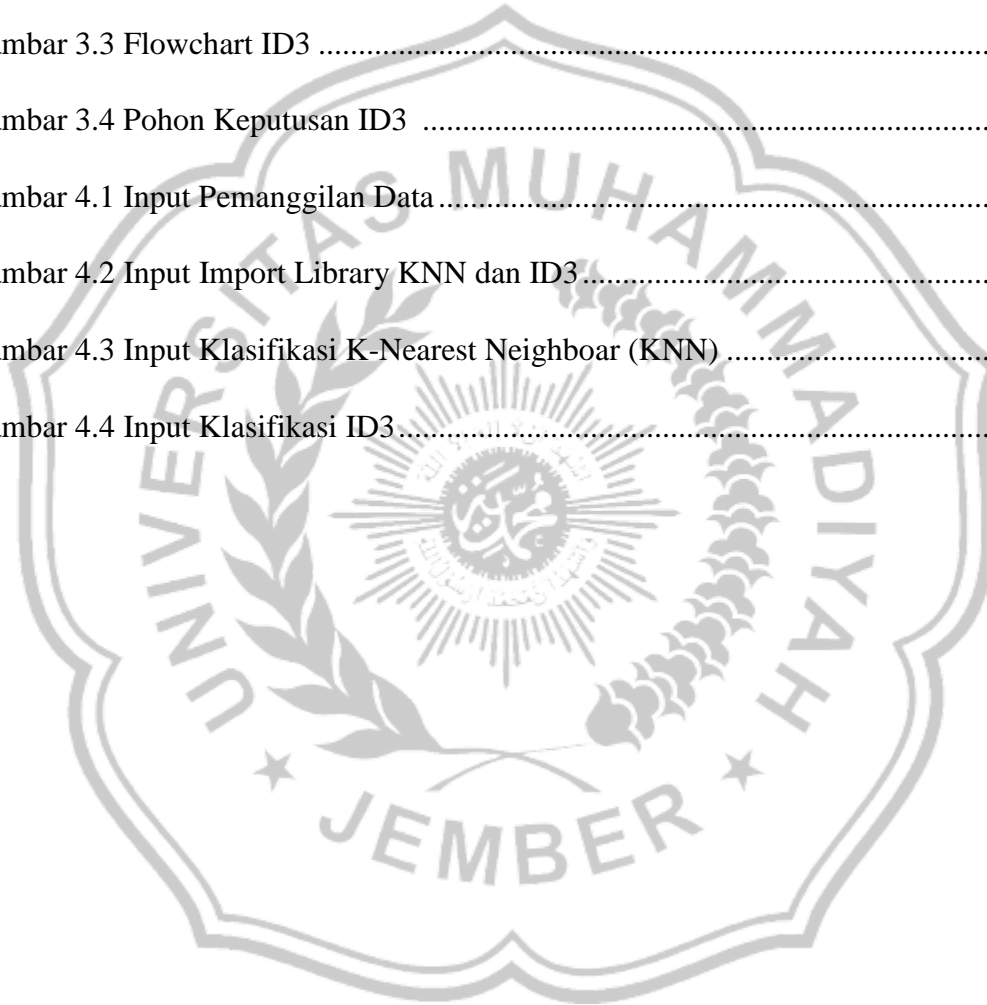 ambar 3.3 Flowchart ID3 ....................................................................................
ambar 3.4 Pohon Keputusan ID3 ........................................................................
ambar 4.1 Input Pemanggilan Data ......................................................................
ambar 4.2 Input Import Library KNN dan ID3...................................................
ambar 4.3 Input Klasifikasi K-Nearest Neighboar (KNN) .................................
ambar 4.4 Input Klasifikasi ID3..........................................................................
UNIVERSITAS MUHAMMADIYAH
JEMBER